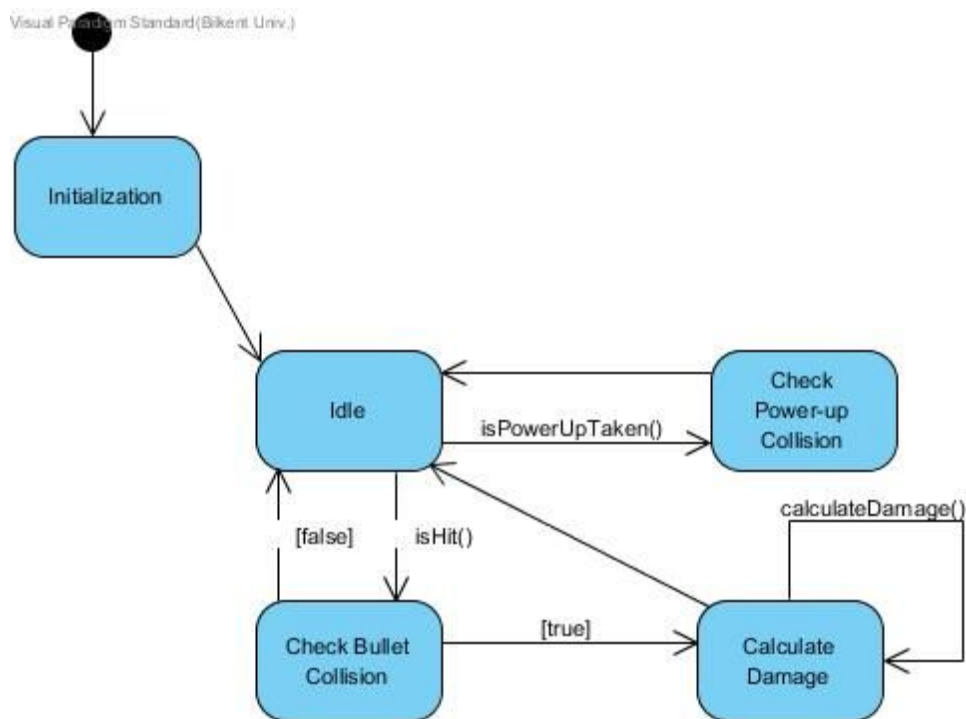 Visual Paradigm Standard(Bilkent Univ.)
Initialization
Idle
Check
Power-up
Collision
isPowerUpTaken()
calculateDamage()
[false]
isHit()
Check Bullet
Collision
[true]
Calculate
Damage